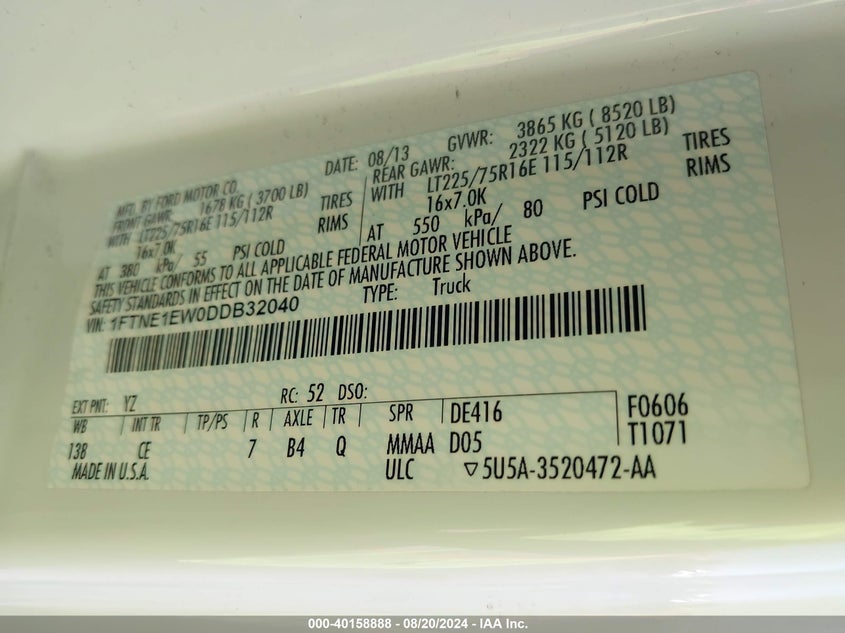 MFD. BY FORD MOTOR CO.
DATE: 08/13 GVWR: 3865 KG ( 8520 LB)
FRONT GAWR: 1678 KG ( 3700 LB)
REAR GAWR: 2322 KG ( 5120 LB)
WITH LT225/75R16E 115/112R TIRES
WITH LT225/75R16E 115/112R TIRES
16x7.0K RIMS
16x7.0K RIMS
AT 380 kPa/ 55 PSI COLD
AT 550 kPa/ 80 PSI COLD
THIS VEHICLE CONFORMS TO ALL APPLICABLE FEDERAL MOTOR VEHICLE
SAFETY STANDARDS IN EFFECT ON THE DATE OF MANUFACTURE SHOWN ABOVE.
VIN: 1FTNE1EW0DDB32040 TYPE: Truck
EXT PNT: YZ RC: 52 DSO:
WB INT TR TP/PS R AXLE TR SPR DE416 F0606
138 CE 7 B4 Q MMAA D05 T1071
MADE IN U.S.A. ULC ▽5U5A-3520472-AA
000-40158888 - 08/20/2024 - IAA Inc.